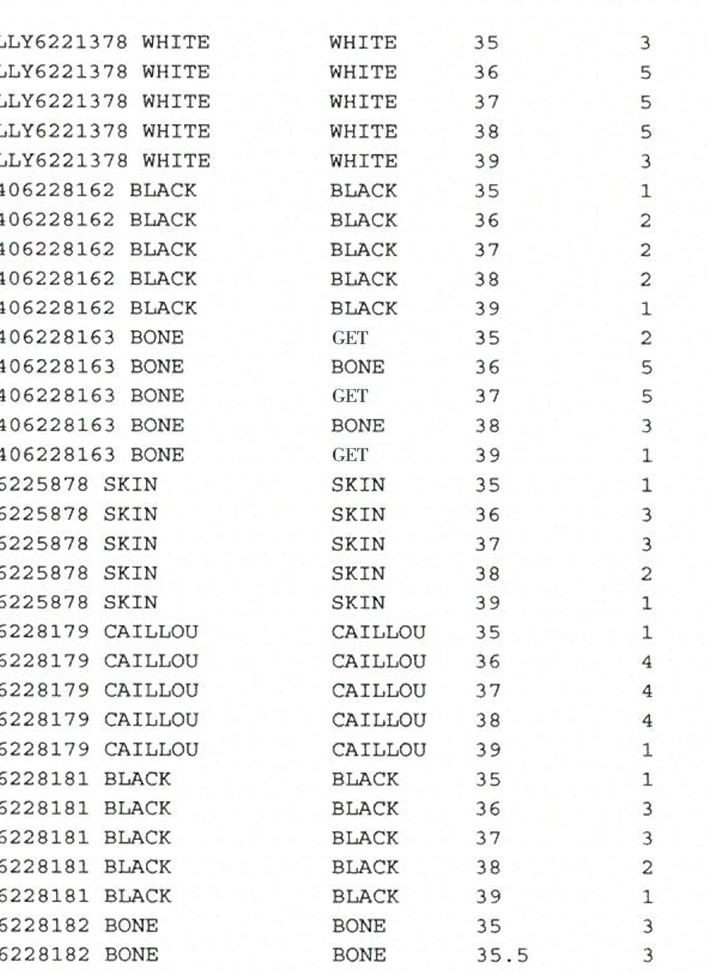 LLY6221378 WHITE WHITE 35 3
LLY6221378 WHITE WHITE 36 5
LLY6221378 WHITE WHITE 37 5
LLY6221378 WHITE WHITE 38 5
LLY6221378 WHITE WHITE 39 3
406228162 BLACK BLACK 35 1
406228162 BLACK BLACK 36 2
406228162 BLACK BLACK 37 2
406228162 BLACK BLACK 38 2
406228162 BLACK BLACK 39 1
406228163 BONE GET 35 2
406228163 BONE BONE 36 5
406228163 BONE GET 37 5
406228163 BONE BONE 38 3
406228163 BONE GET 39 1
6225878 SKIN SKIN 35 1
6225878 SKIN SKIN 36 3
6225878 SKIN SKIN 37 3
6225878 SKIN SKIN 38 2
6225878 SKIN SKIN 39 1
6228179 CAILLOU CAILLOU 35 1
6228179 CAILLOU CAILLOU 36 4
6228179 CAILLOU CAILLOU 37 4
6228179 CAILLOU CAILLOU 38 4
6228179 CAILLOU CAILLOU 39 1
6228181 BLACK BLACK 35 1
6228181 BLACK BLACK 36 3
6228181 BLACK BLACK 37 3
6228181 BLACK BLACK 38 2
6228181 BLACK BLACK 39 1
6228182 BONE BONE 35 3
6228182 BONE BONE 35.5 3